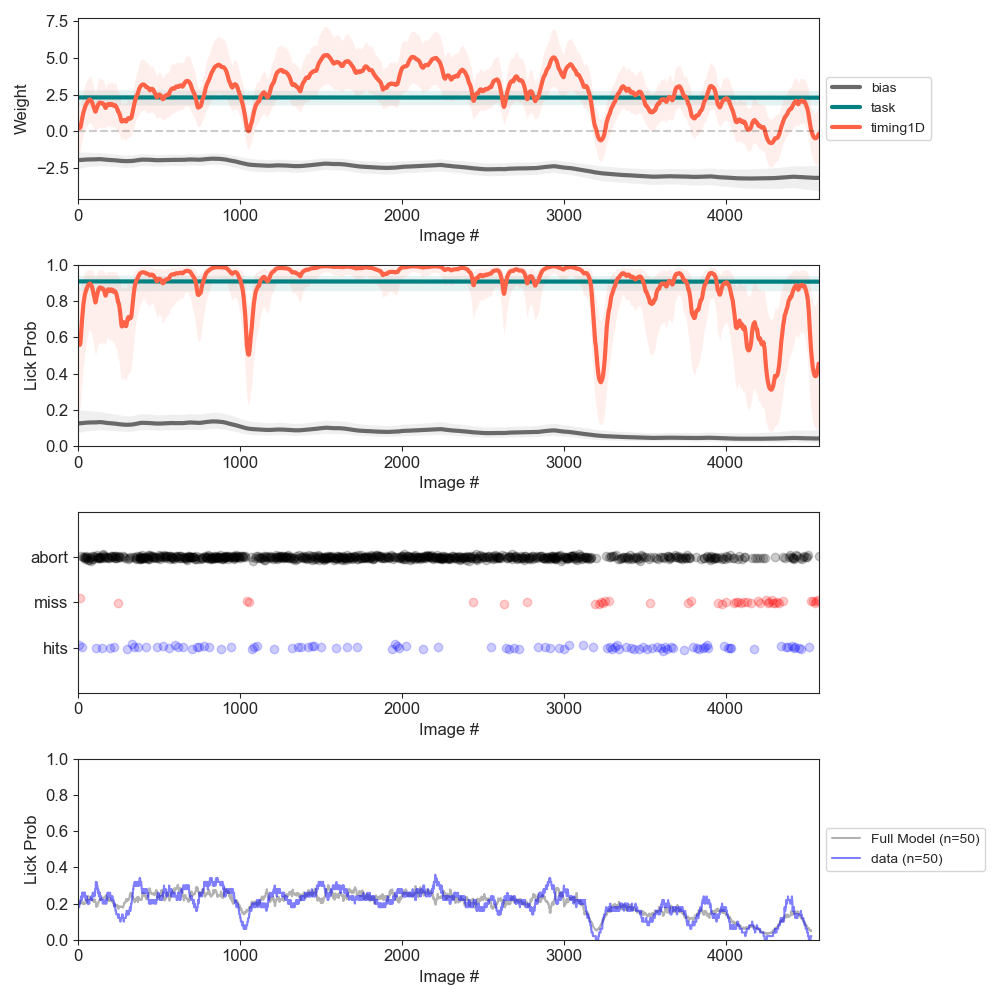 7.5
5.0
2.5
0.0
−2.5
Weight
0 1000 2000 3000 4000
Image #
bias
task
timing1D
1.0
0.8
0.6
0.4
0.2
0.0
Lick Prob
0 1000 2000 3000 4000
Image #
abort
miss
hits
0 1000 2000 3000 4000
Image #
1.0
0.8
0.6
0.4
0.2
0.0
Lick Prob
0 1000 2000 3000 4000
Image #
Full Model (n=50)
data (n=50)